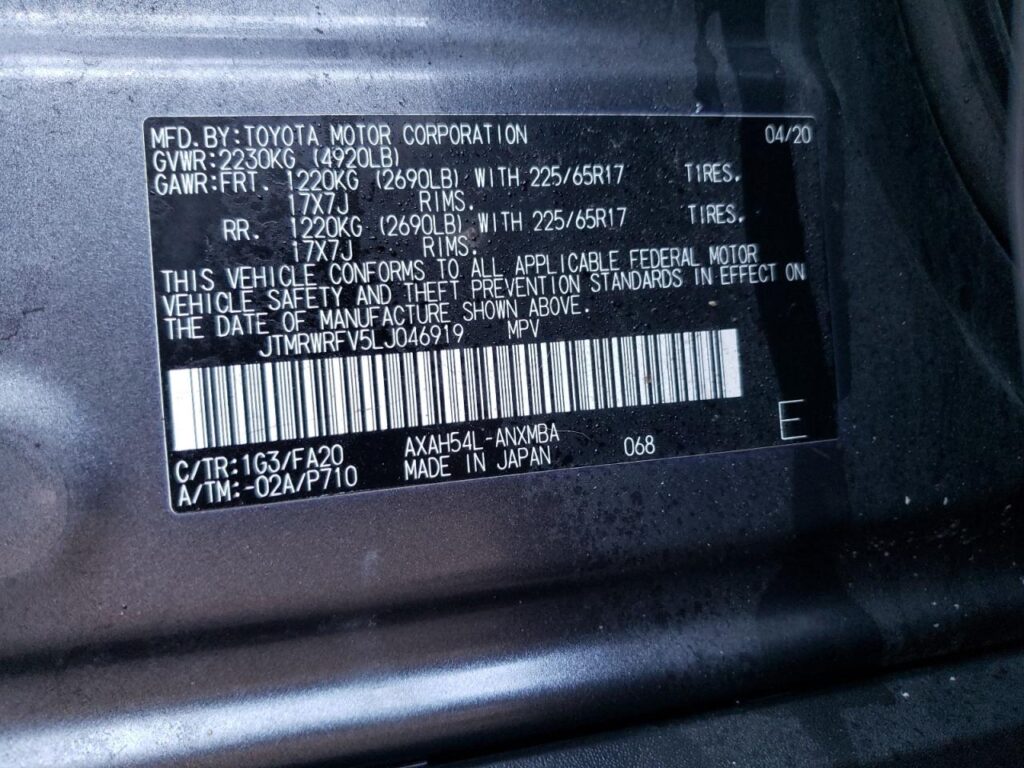 MFD. BY: TOYOTA MOTOR CORPORATION 04/20
GVWR: 2230KG (4920LB)
GAWR: FRT. 1220KG (2690LB) WITH 225/65R17 TIRES.
17X7J RIMS.
RR. 1220KG (2690LB) WITH 225/65R17 TIRES.
17X7J RIMS.
THIS VEHICLE CONFORMS TO ALL APPLICABLE FEDERAL MOTOR
VEHICLE SAFETY AND THEFT PREVENTION STANDARDS IN EFFECT ON
THE DATE OF MANUFACTURE SHOWN ABOVE.
JTMRWRFV5LJ046919 MPV
C/TR: 1G3/FA20 AXAH54L-ANXMBA 068 E
A/TM: -02A/P710 MADE IN JAPAN